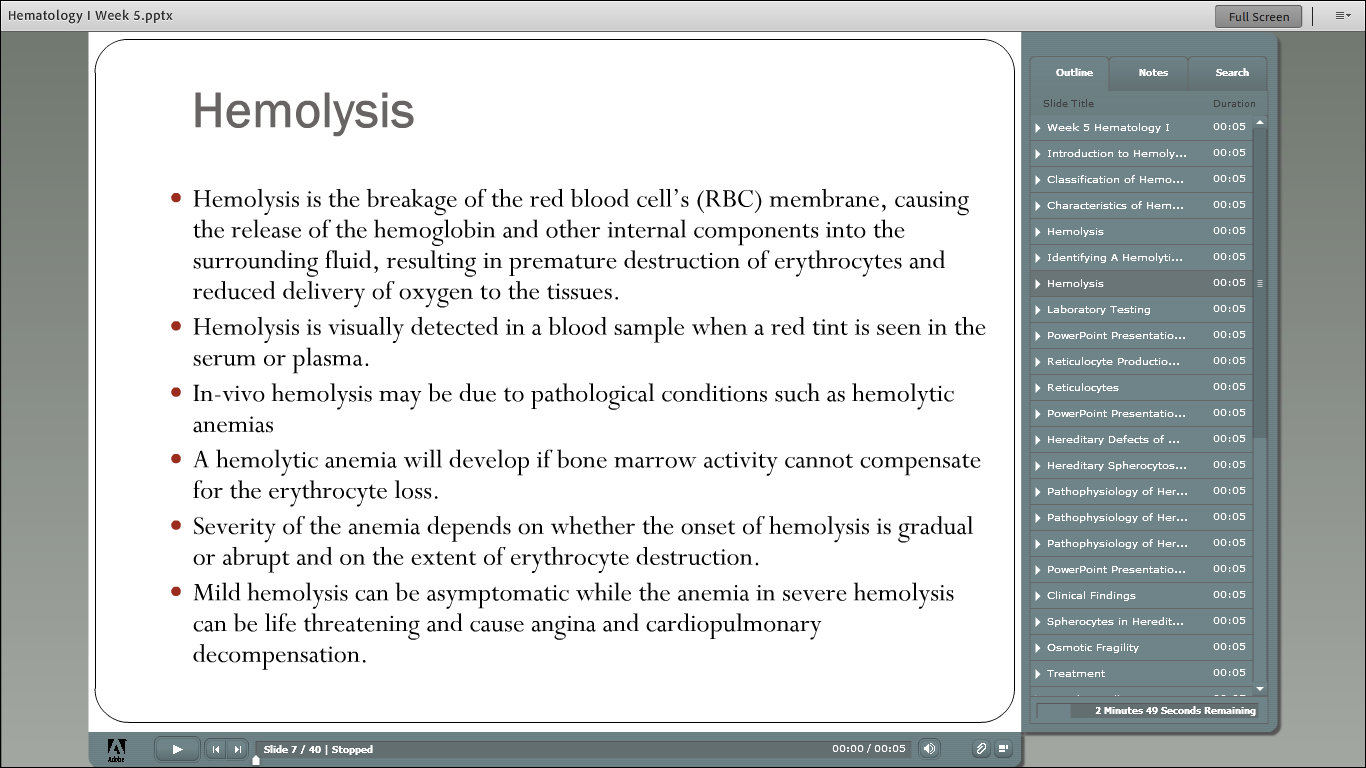 Hematology I Week 5.pptx
Full Screen
Hemolysis
Hemolysis is the breakage of the red blood cell's (RBC) membrane, causing
the release of the hemoglobin and other internal components into the
surrounding fluid, resulting in premature destruction of erythrocytes and
reduced delivery of oxygen to the tissues.
Hemolysis is visually detected in a blood sample when a red tint is seen in the
serum or plasma.
In-vivo hemolysis may be due to pathological conditions such as hemolytic
anemias
A hemolytic anemia will develop if bone marrow activity cannot compensate
for the erythrocyte loss.
Severity of the anemia depends on whether the onset of hemolysis is gradual
or abrupt and on the extent of erythrocyte destruction.
Mild hemolysis can be asymptomatic while the anemia in severe hemolysis
can be life threatening and cause angina and cardiopulmonary
decompensation.
Outline Notes Search
Slide Title Duration
Week 5 Hematology I 00:05
Introduction to Hemoly... 00:05
Classification of Hemo... 00:05
Characteristics of Hem... 00:05
Hemolysis 00:05
Identifying A Hemolyti... 00:05
Hemolysis 00:05
Laboratory Testing 00:05
PowerPoint Presentatio... 00:05
Reticulocyte Productio... 00:05
Reticulocytes 00:05
PowerPoint Presentatio... 00:05
Hereditary Defects of ... 00:05
Hereditary Spherocytos... 00:05
Pathophysiology of Her... 00:05
Pathophysiology of Her... 00:05
Pathophysiology of Her... 00:05
PowerPoint Presentatio... 00:05
Clinical Findings 00:05
Spherocytes in Heredit... 00:05
Osmotic Fragility 00:05
Treatment 00:05
2 Minutes 49 Seconds Remaining
Adobe
Slide 7 / 40 | Stopped 00:00 / 00:05